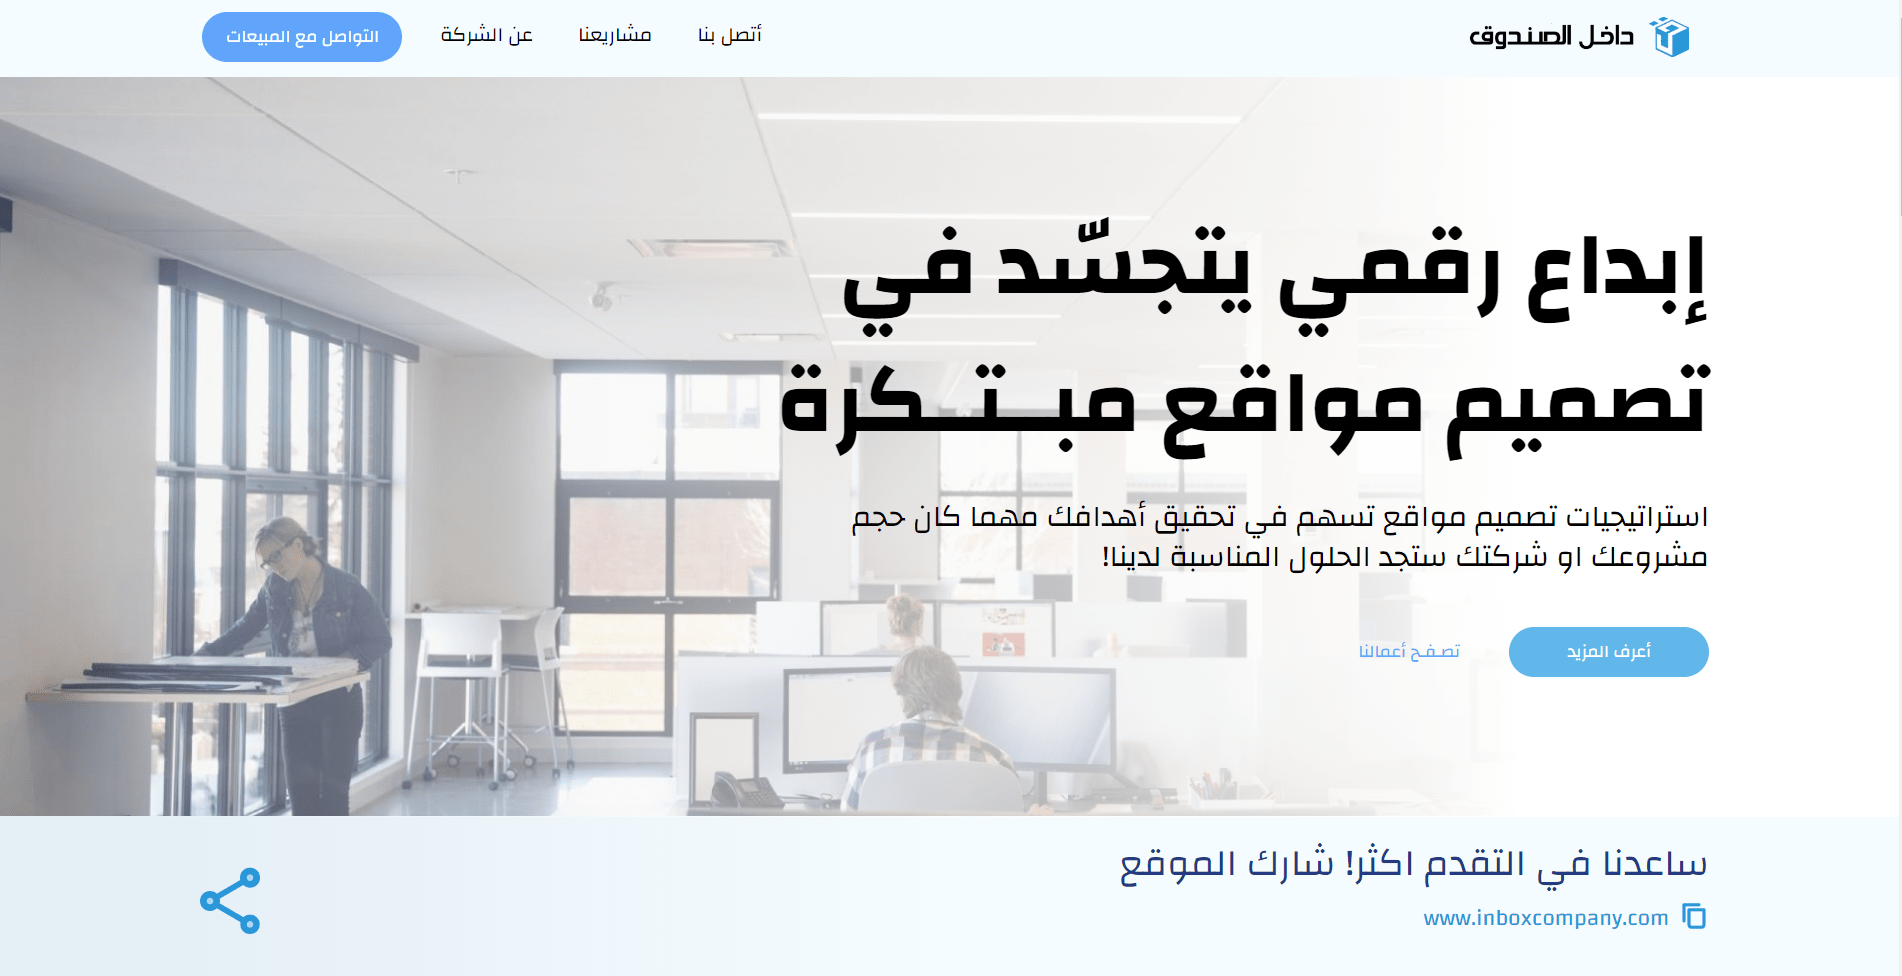 داخل الصندوق
أتصل بنا
مشاريعنا
عن الشركة
التواصل مع المبيعات
إبداع رقمي يتجسّد في
تصميم مواقع مبـتـكرة
استراتيجيات تصميم مواقع تسهم في تحقيق أهدافك مهما كان حجم
مشروعك او شركتك ستجد الحلول المناسبة لدينا!
أعرف المزيد
تصـفـح أعمالنا
ساعدنا في التقدم اكثر! شارك الموقع
www.inboxcompany.com